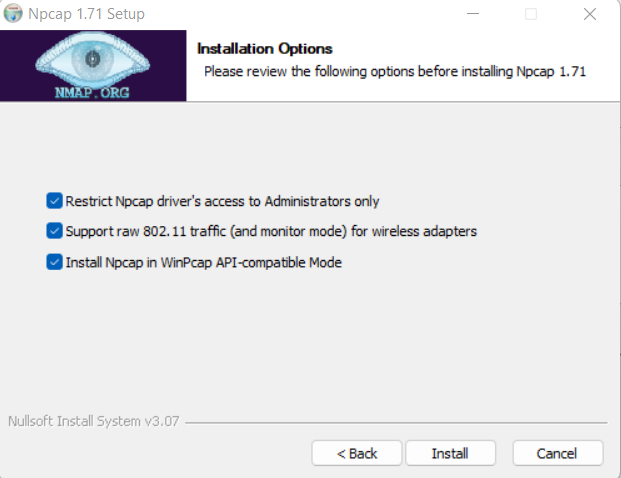 Npcap 1.71 Setup
Installation Options
Please review the following options before installing Npcap 1.71
NMAP.ORG
Restrict Npcap driver's access to Administrators only
Support raw 802.11 traffic (and monitor mode) for wireless adapters
Install Npcap in WinPcap API-compatible Mode
Nullsoft Install System v3.07
< Back
Install
Cancel